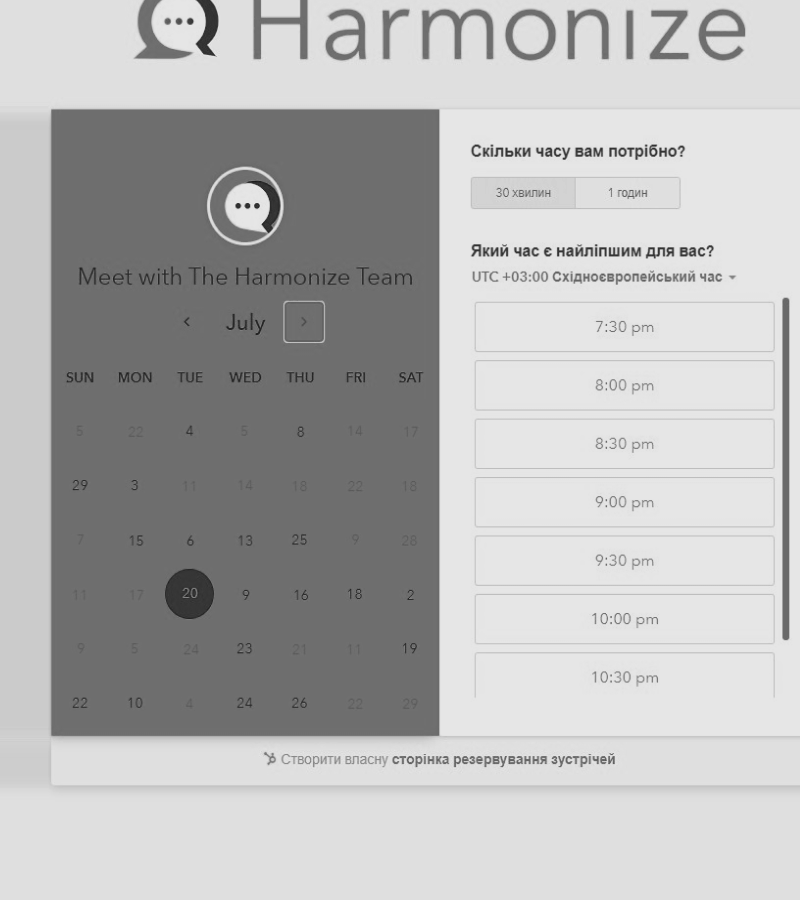 Harmonize
Meet with The Harmonize Team
July
SUN MON TUE WED THU FRI SAT
5 22 4 5 8 14 17
29 3 11 14 18 22 18
7 15 6 13 25 9 28
11 17 20 9 16 18 2
9 5 24 23 21 11 19
22 10 4 24 26 22 29
Скільки часу вам потрібно?
30 хвилин 1 годин
Який час є найліпшим для вас?
UTC +03:00 Східноєвропейський час
7:30 pm
8:00 pm
8:30 pm
9:00 pm
9:30 pm
10:00 pm
10:30 pm
Створити власну сторінка резервування зустрічей